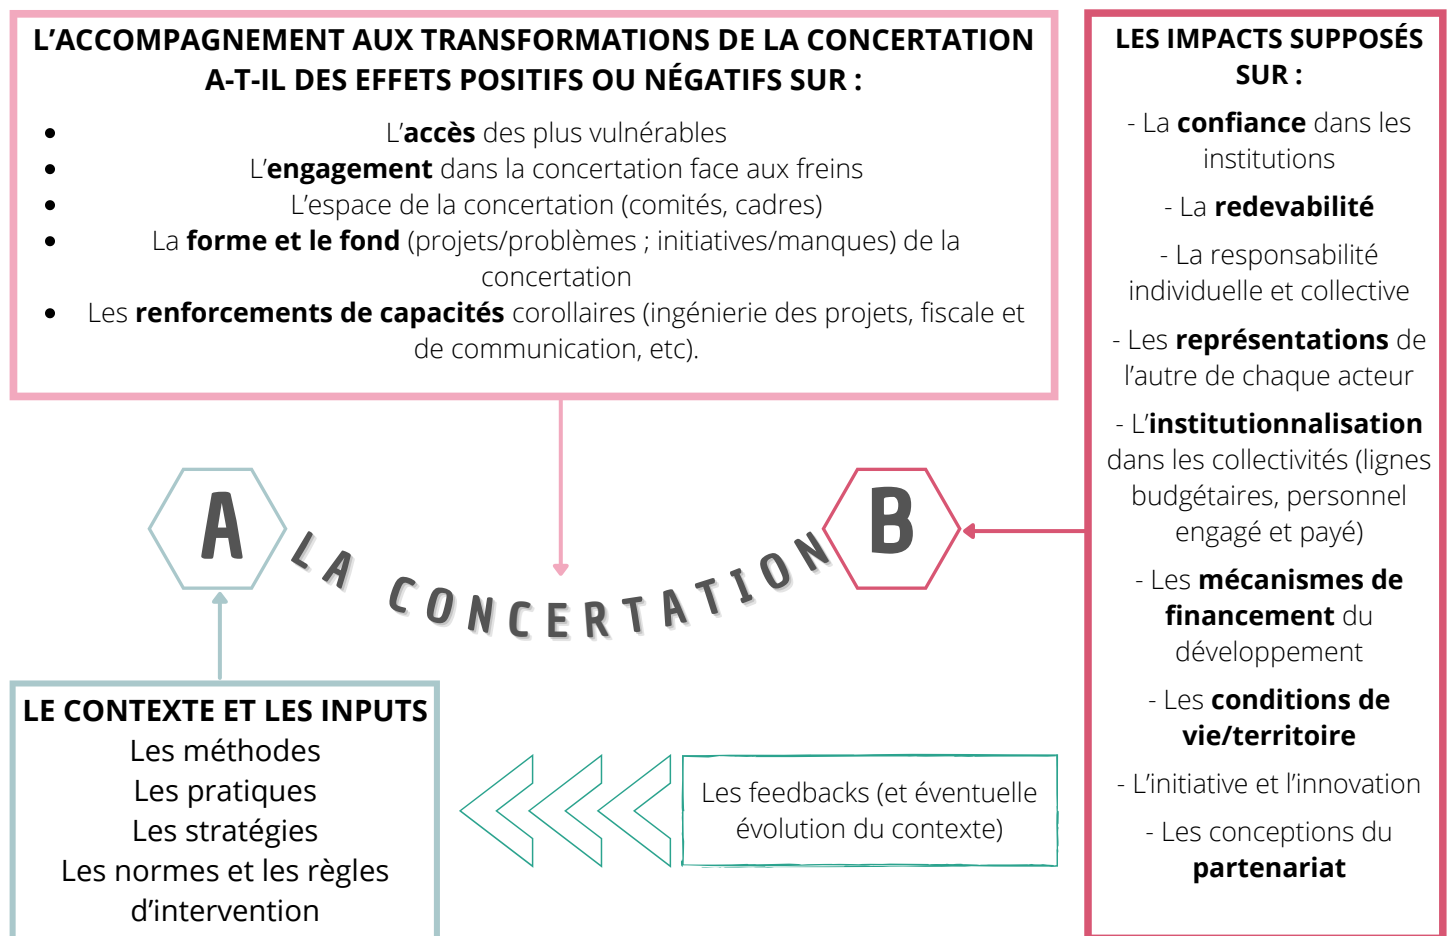 L’ACCOMPAGNEMENT AUX TRANSFORMATIONS DE LA CONCERTATION
A-T-IL DES EFFETS POSITIFS OU NÉGATIFS SUR :
• L’accès des plus vulnérables
• L’engagement dans la concertation face aux freins
• L’espace de la concertation (comités, cadres)
• La forme et le fond (projets/problèmes ; initiatives/manques) de la
concertation
• Les renforcements de capacités corollaires (ingénierie des projets, fiscale et
de communication, etc).
LES IMPACTS SUPPOSÉS
SUR :
- La confiance dans les
institutions
- La redevabilité
- La responsabilité
individuelle et collective
- Les représentations de
l’autre de chaque acteur
- L’institutionnalisation
dans les collectivités (lignes
budgétaires, personnel
engagé et payé)
- Les mécanismes de
financement du
développement
- Les conditions de
vie/territoire
- L’initiative et l’innovation
- Les conceptions du
partenariat
A
LA CONCERTATION
B
LE CONTEXTE ET LES INPUTS
Les méthodes
Les pratiques
Les stratégies
Les normes et les règles
d’intervention
Les feedbacks (et éventuelle
évolution du contexte)